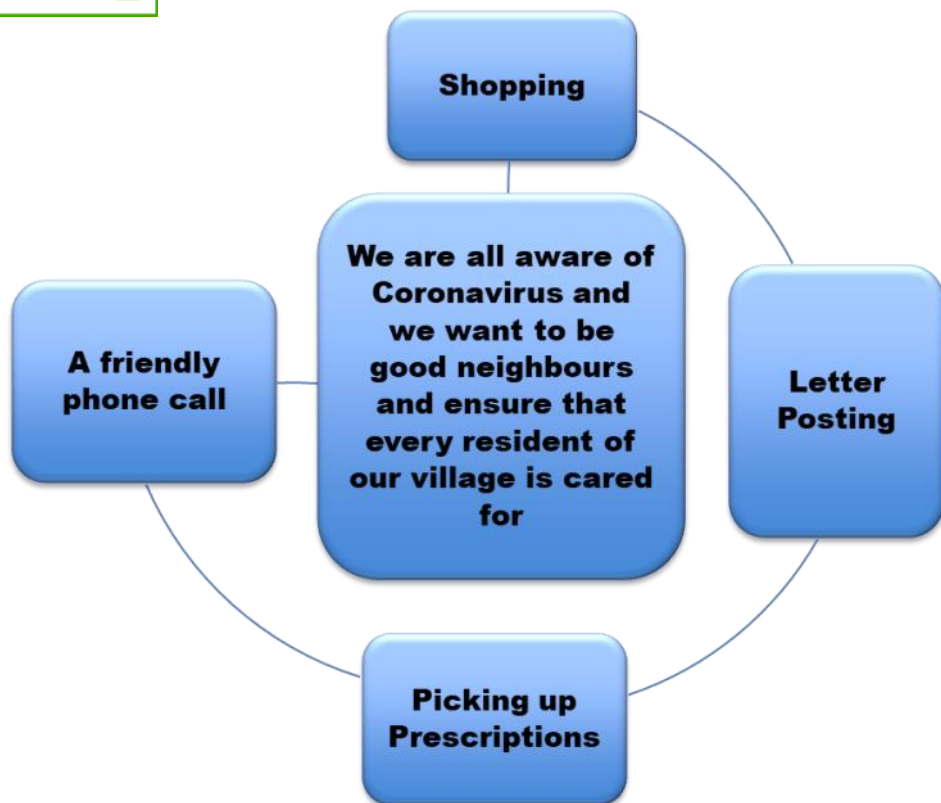 Shopping
We are all aware of
Coronavirus and
we want to be
good neighbours
and ensure that
every resident of
our village is cared
for
A friendly
phone call
Letter
Posting
Picking up
Prescriptions